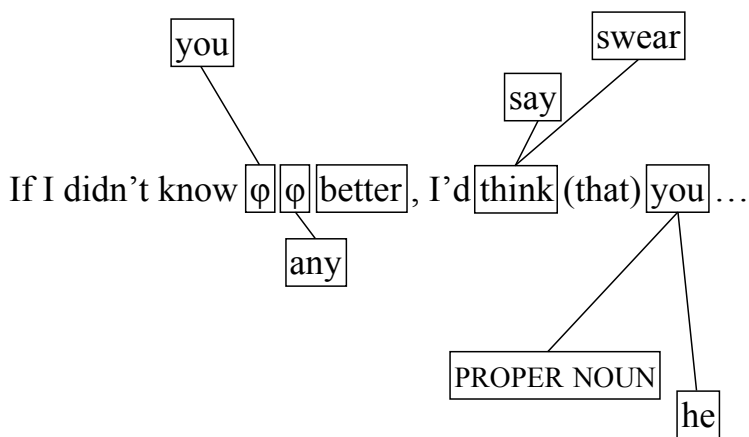 you
swear
say
If I didn’t know φ φ better, I’d think (that) you …
any
PROPER NOUN
he